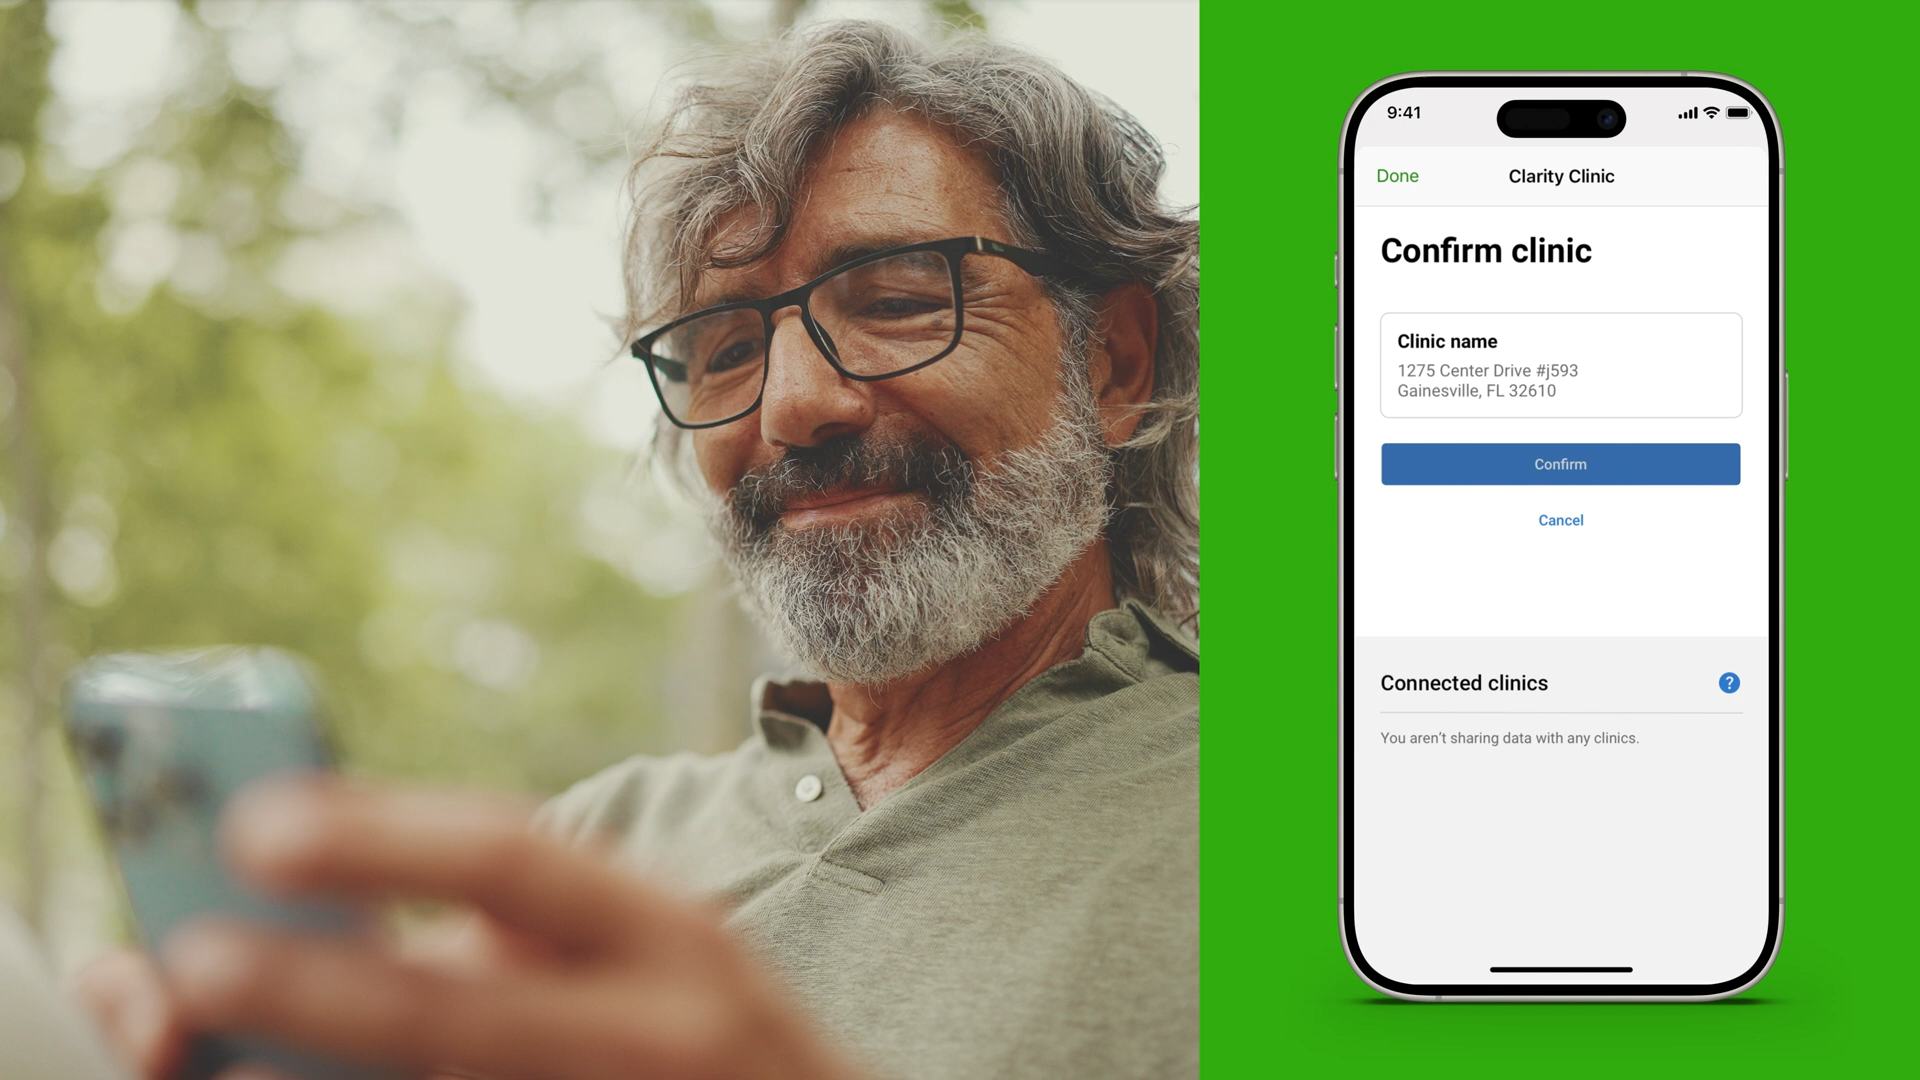 9:41
Done
Clarity Clinic
Confirm clinic
Clinic name
1275 Center Drive #j593
Gainesville, FL 32610
Confirm
Cancel
Connected clinics
?
You aren't sharing data with any clinics.